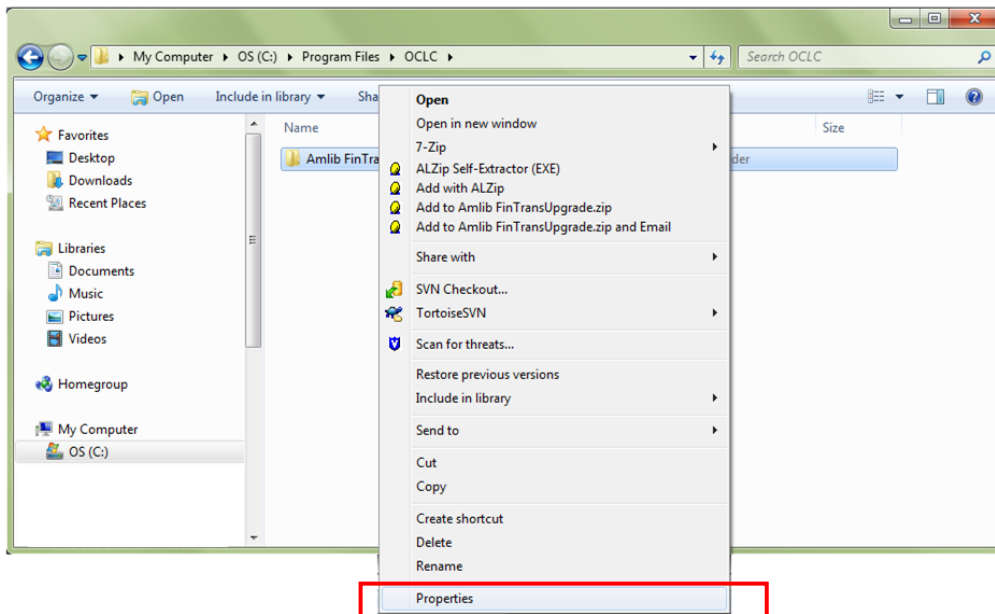 My Computer OS (C:) Program Files OCLC
Search OCLC
Organize Open Include in library Sha
Name Size
Favorites
Desktop
Downloads
Recent Places
Libraries
Documents
Music
Pictures
Videos
Homegroup
My Computer
OS (C:)
Amlib FinTra
der
Open
Open in new window
7-Zip
ALZip Self-Extractor (EXE)
Add with ALZip
Add to Amlib FinTransUpgrade.zip
Add to Amlib FinTransUpgrade.zip and Email
Share with
SVN Checkout...
TortoiseSVN
Scan for threats...
Restore previous versions
Include in library
Send to
Cut
Copy
Create shortcut
Delete
Rename
Properties